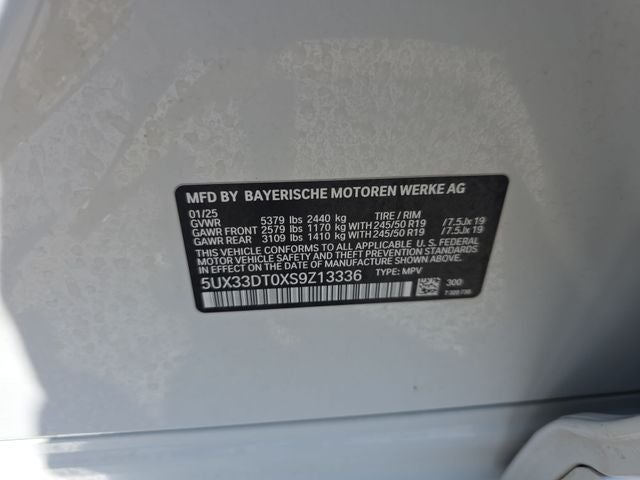 MFD BY BAYERISCHE MOTOREN WERKE AG
01/25
GVWR 5379 lbs 2440 kg TIRE / RIM
GAWR FRONT 2579 lbs 1170 kg WITH 245/50 R19 /7.5Jx19
GAWR REAR 3109 lbs 1410 kg WITH 245/50 R19 /7.5Jx19
THIS VEHICLE CONFORMS TO ALL APPLICABLE U. S. FEDERAL
MOTOR VEHICLE SAFETY AND THEFT PREVENTION STANDARDS
IN EFFECT ON THE DATE OF MANUFACTURE SHOWN ABOVE.
5UX33DT0XS9Z13336 TYPE: MPV
300